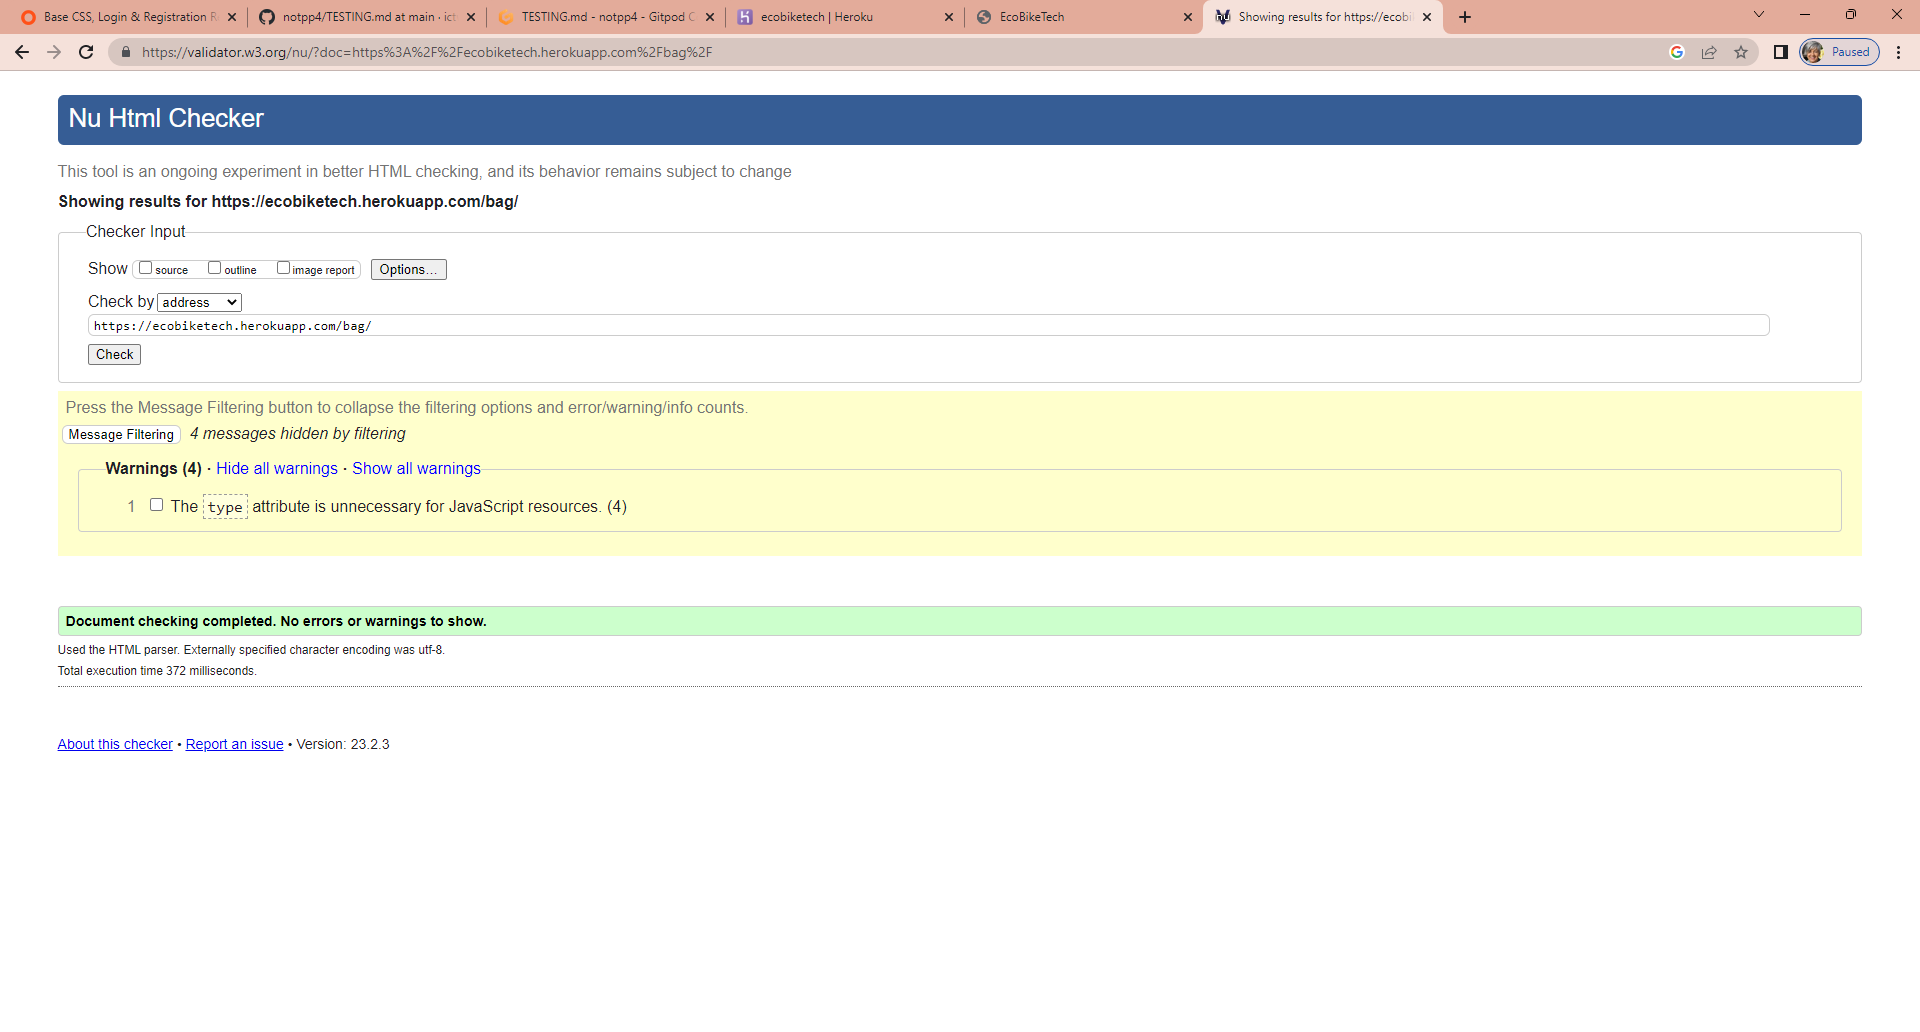 Base CSS, Login & Registration R
notpp4/TESTING.md at main · ict
TESTING.md - notpp4 - Gitpod C
ecobiketech | Heroku
EcoBikeTech
Showing results for https://ecobi
https://validator.w3.org/nu/?doc=https%3A%2F%2Fecobiketech.herokuapp.com%2Fbag%2F
Paused
Nu Html Checker
This tool is an ongoing experiment in better HTML checking, and its behavior remains subject to change
Showing results for https://ecobiketech.herokuapp.com/bag/
Checker Input
Show source outline image report Options...
Check by address
https://ecobiketech.herokuapp.com/bag/
Check
Press the Message Filtering button to collapse the filtering options and error/warning/info counts.
Message Filtering 4 messages hidden by filtering
Warnings (4) · Hide all warnings · Show all warnings
1 The type attribute is unnecessary for JavaScript resources. (4)
Document checking completed. No errors or warnings to show.
Used the HTML parser. Externally specified character encoding was utf-8.
Total execution time 372 milliseconds.
About this checker • Report an issue • Version: 23.2.3